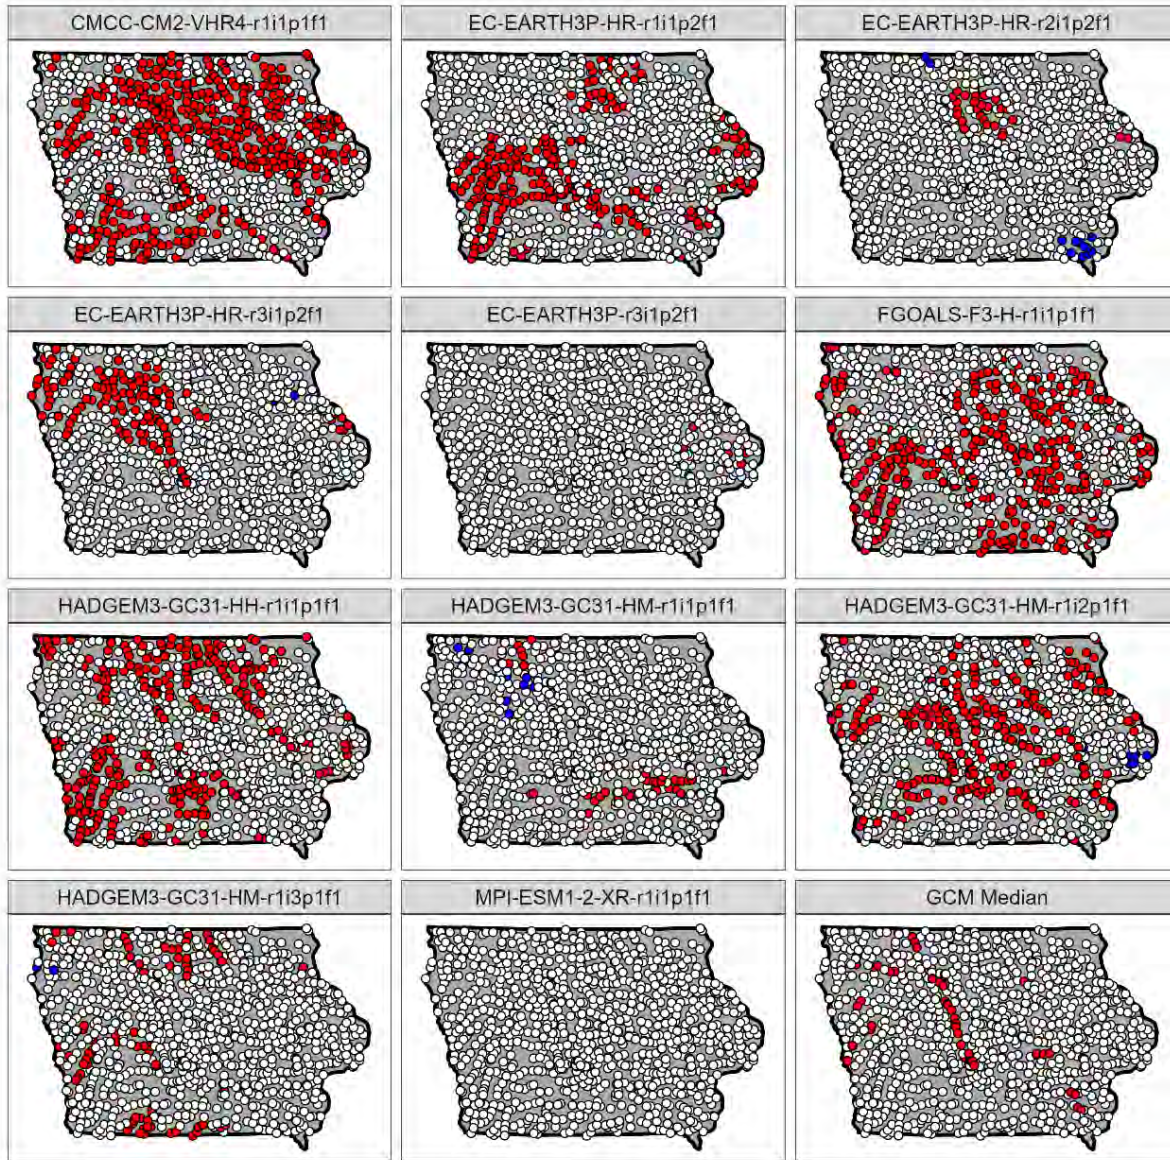 CMCC-CM2-VHR4-r1i1p1f1
EC-EARTH3P-HR-r1i1p2f1
EC-EARTH3P-HR-r2i1p2f1
EC-EARTH3P-HR-r3i1p2f1
EC-EARTH3P-r3i1p2f1
FGOALS-F3-H-r1i1p1f1
HADGEM3-GC31-HH-r1i1p1f1
HADGEM3-GC31-HM-r1i1p1f1
HADGEM3-GC31-HM-r1i2p1f1
HADGEM3-GC31-HM-r1i3p1f1
MPI-ESM1-2-XR-r1i1p1f1
GCM Median